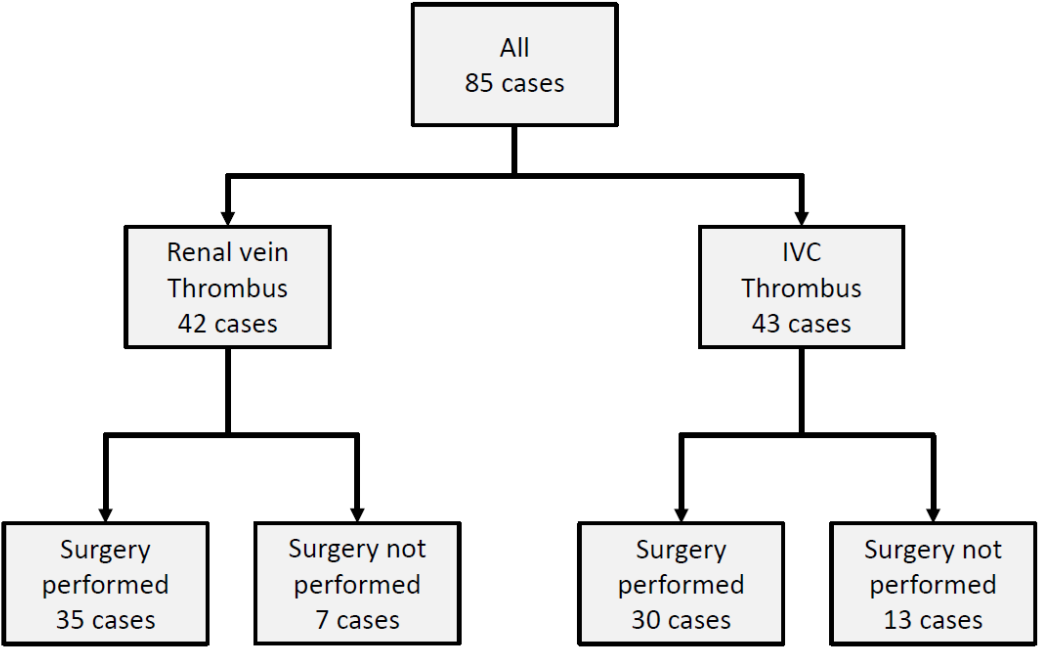 All
85 cases
Renal vein
Thrombus
42 cases
IVC
Thrombus
43 cases
Surgery
performed
35 cases
Surgery not
performed
7 cases
Surgery
performed
30 cases
Surgery not
performed
13 cases